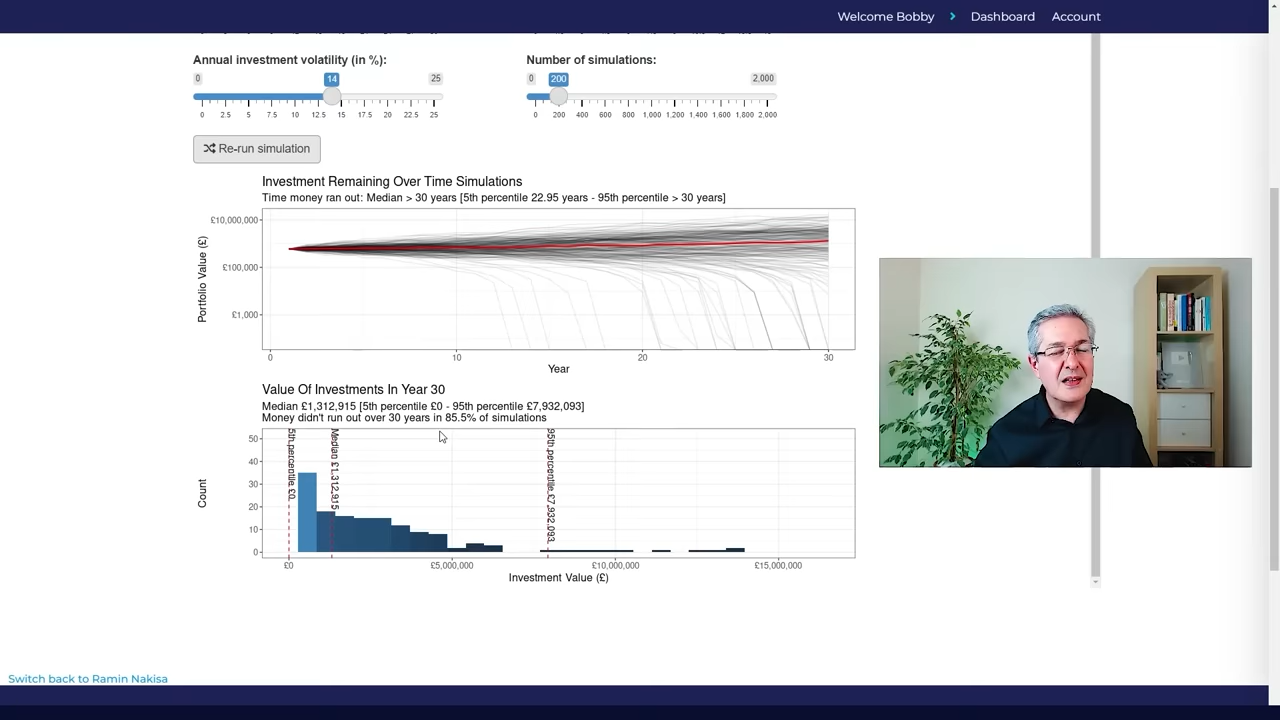 Welcome Bobby
Dashboard
Account
Annual investment volatility (in %):
0
14
25
0 2.5 5 7.5 10 12.5 15 17.5 20 22.5 25
Number of simulations:
0
200
2,000
0 200 400 600 800 1,000 1,200 1,400 1,600 1,800 2,000
Re-run simulation
Investment Remaining Over Time Simulations
Time money ran out: Median > 30 years [5th percentile 22.95 years - 95th percentile > 30 years]
Portfolio Value (£)
£10,000,000
£100,000
£1,000
0 10 20 30
Year
Value Of Investments In Year 30
Median £1,312,915 [5th percentile £0 - 95th percentile £7,932,093]
Money didn't run out over 30 years in 85.5% of simulations
Count
50
40
30
20
10
0
5th percentile £0
Median £1,312,915
95th percentile £7,932,093
£0 £5,000,000 £10,000,000 £15,000,000
Investment Value (£)
Switch back to Ramin Nakisa